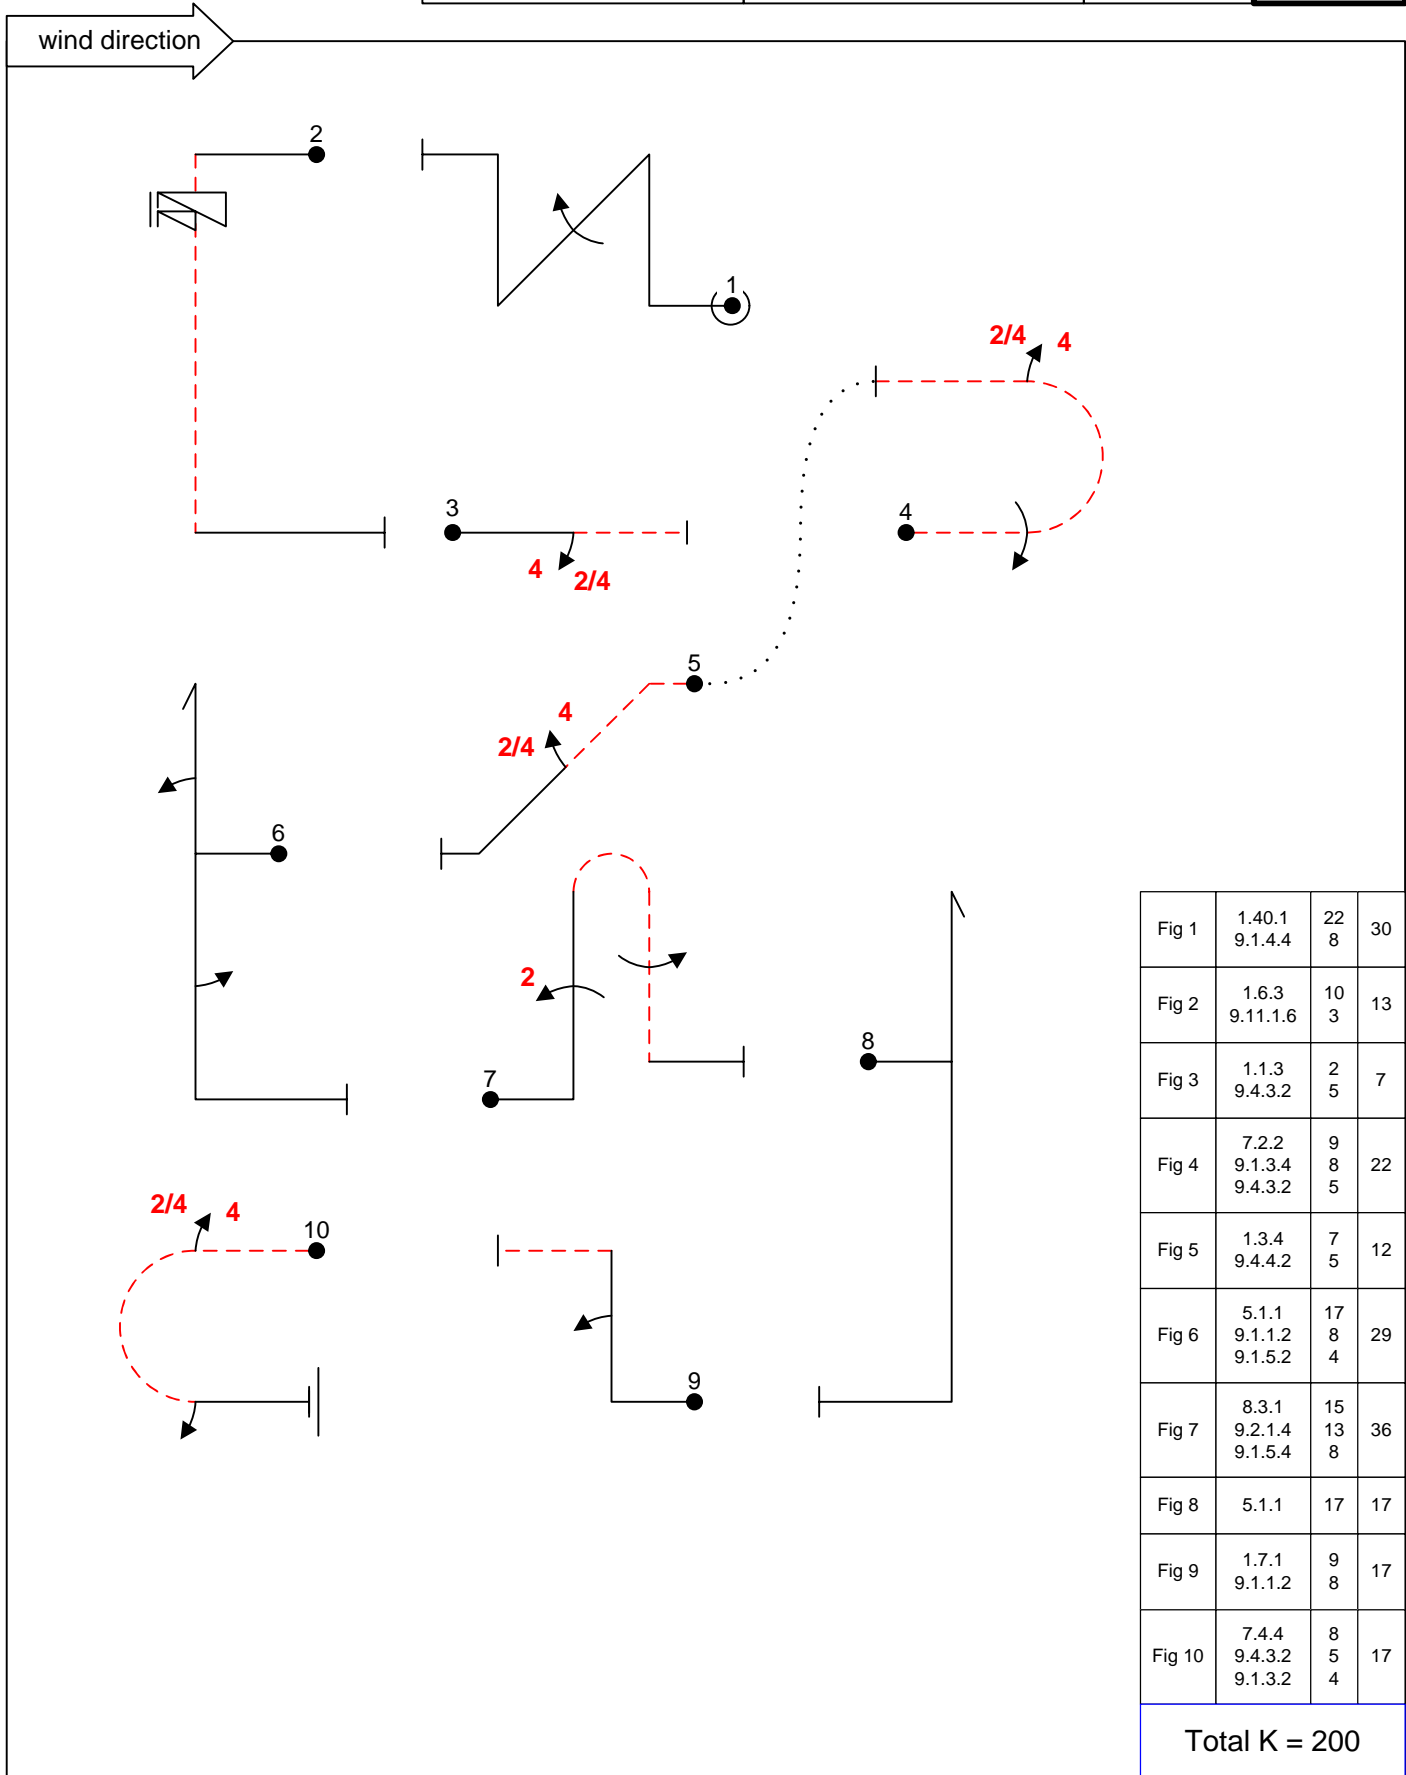 wind direction
2
1
2/4 4
3
4
4 2/4
5
4
2/4
6
2
8
7
2/4 4
10
9
Fig 1 1.40.1 22 30
9.1.4.4 8
Fig 2 1.6.3 10 13
9.11.1.6 3
Fig 3 1.1.3 2 7
9.4.3.2 5
Fig 4 7.2.2 9 22
9.1.3.4 8
9.4.3.2 5
Fig 5 1.3.4 7 12
9.4.4.2 5
Fig 6 5.1.1 17 29
9.1.1.2 8
9.1.5.2 4
Fig 7 8.3.1 15 36
9.2.1.4 13
9.1.5.4 8
Fig 8 5.1.1 17 17
Fig 9 1.7.1 9 17
9.1.1.2 8
Fig 10 7.4.4 8 17
9.4.3.2 5
9.1.3.2 4
Total K = 200